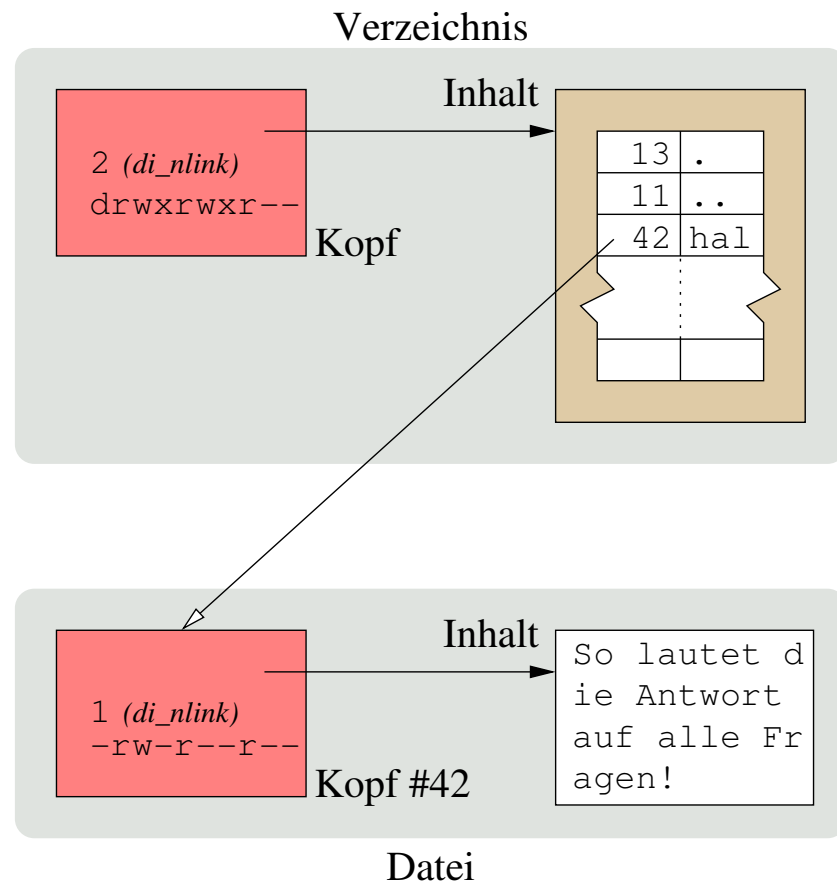 Verzeichnis
Inhalt
2 (di_nlink)
drwxrwxr--
Kopf
13 .
11 ..
42 hal
Inhalt
1 (di_nlink)
-rw-r--r--
Kopf #42
So lautet d
ie Antwort
auf alle Fr
agen!
Datei